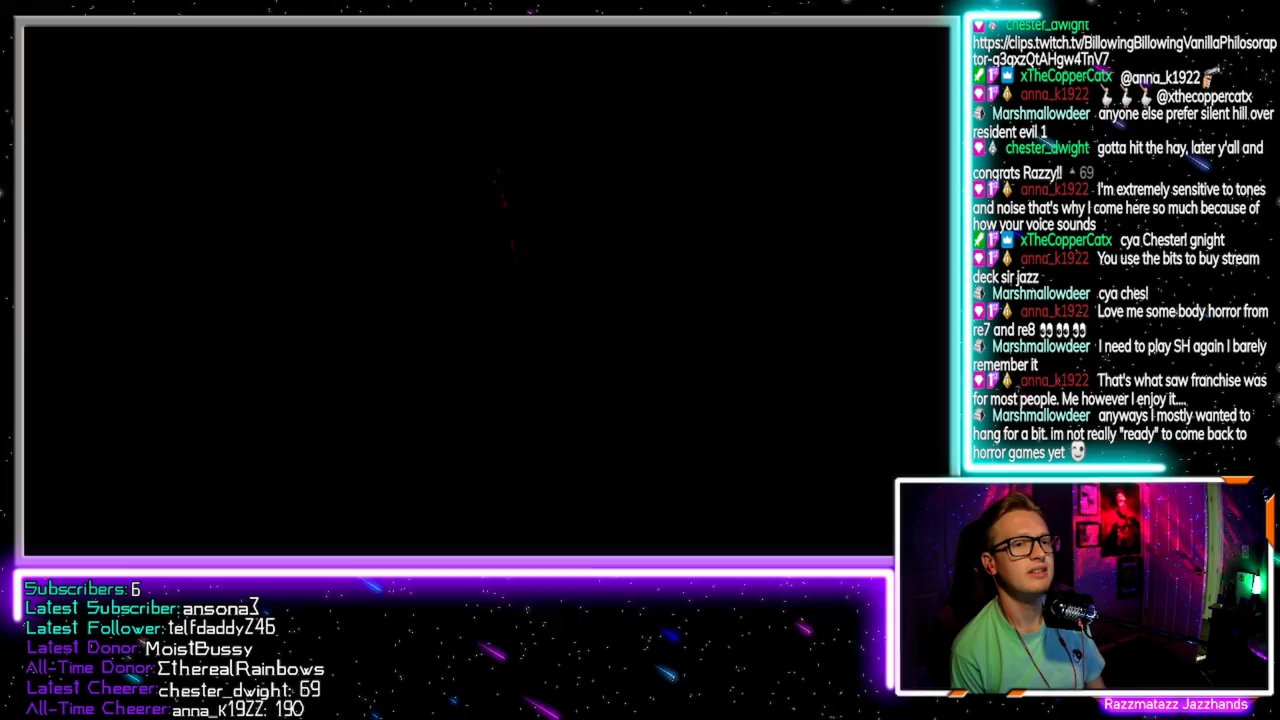 chester_dwight
https://clips.twitch.tv/BillowingBillowingVanillaPhilosorap
tor-q3qxzQtAHgw4TnV7
xTheCopperCatx @anna_k1922
anna_k1922 @xthecoppercatx
Marshmallowdeer anyone else prefer silent hill over
resident evil 1
chester_dwight gotta hit the hay, later y'all and
congrats Razzy!! 69
anna_k1922 I'm extremely sensitive to tones
and noise that's why I come here so much because of
how your voice sounds
xTheCopperCatx cya Chester! gnight
anna_k1922 You use the bits to buy stream
deck sir jazz
Marshmallowdeer cya ches!
anna_k1922 Love me some body horror from
re7 and re8 👀👀👀
Marshmallowdeer I need to play SH again I barely
remember it
anna_k1922 That's what saw franchise was
for most people. Me however I enjoy it....
Marshmallowdeer anyways I mostly wanted to
hang for a bit. im not really "ready" to come back to
horror games yet
Subscribers: 6
Latest Subscriber: ansona3
Latest Follower: telfdaddy246
Latest Donor: MoistBussy
All-Time Donor: EtherealRainbows
Latest Cheerer: chester_dwight: 69
All-Time Cheerer: anna_k1922: 190
Razzmatazz Jazzhands